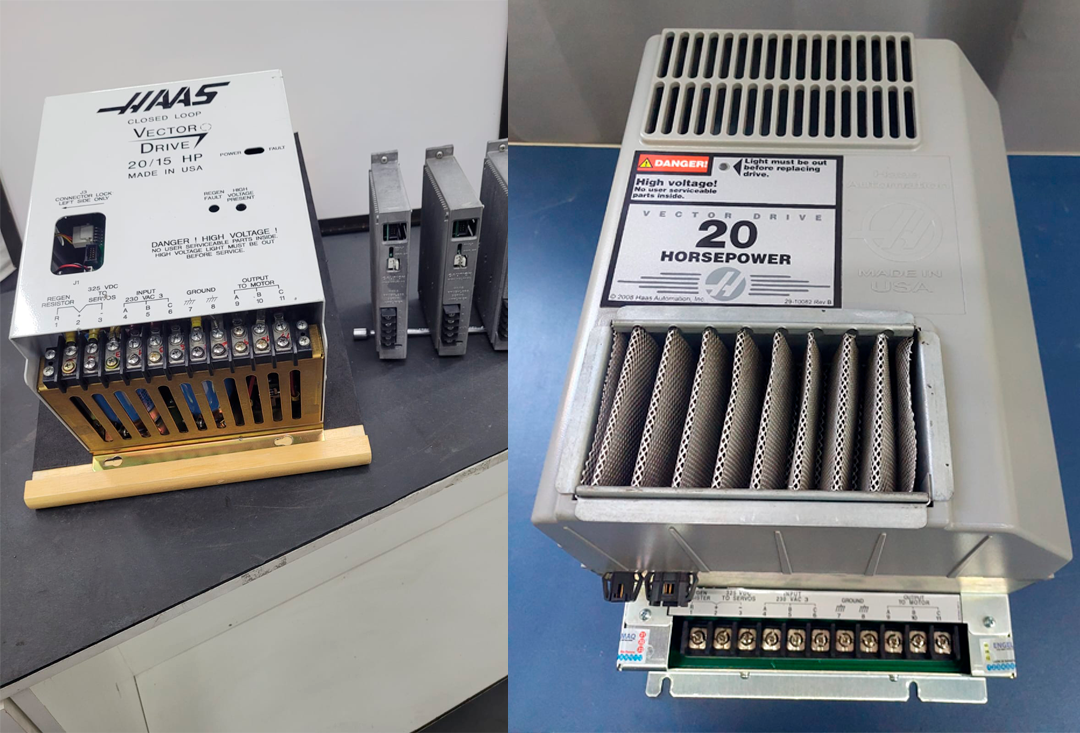 HAAS
CLOSED LOOP
VECTOR
DRIVE
20/15 HP
MADE IN USA
POWER FAULT
J3
CONNECTOR LOCK
LEFT SIDE ONLY
REGEN FAULT
HIGH VOLTAGE PRESENT
DANGER ! HIGH VOLTAGE !
NO USER SERVICEABLE PARTS INSIDE
HIGH VOLTAGE LIGHT MUST BE OUT
BEFORE SERVICE.
J1
REGEN
RESISTOR
325 VDC
TO
SERVOS
INPUT
230 VAC 3
GROUND
OUTPUT
TO MOTOR
R + - A B C A B C
1 2 3 4 5 6 7 8 9 10 11
DANGER!
Light must be out
before replacing
drive.
High voltage!
No user serviceable
parts inside.
VECTOR DRIVE
20
HORSEPOWER
© 2008 Haas Automation, Inc.
29-10082 Rev B
MADE IN
USA
325 VDC
TO SERVOS
INPUT
230 VAC 3
GROUND
OUTPUT
TO MOTOR